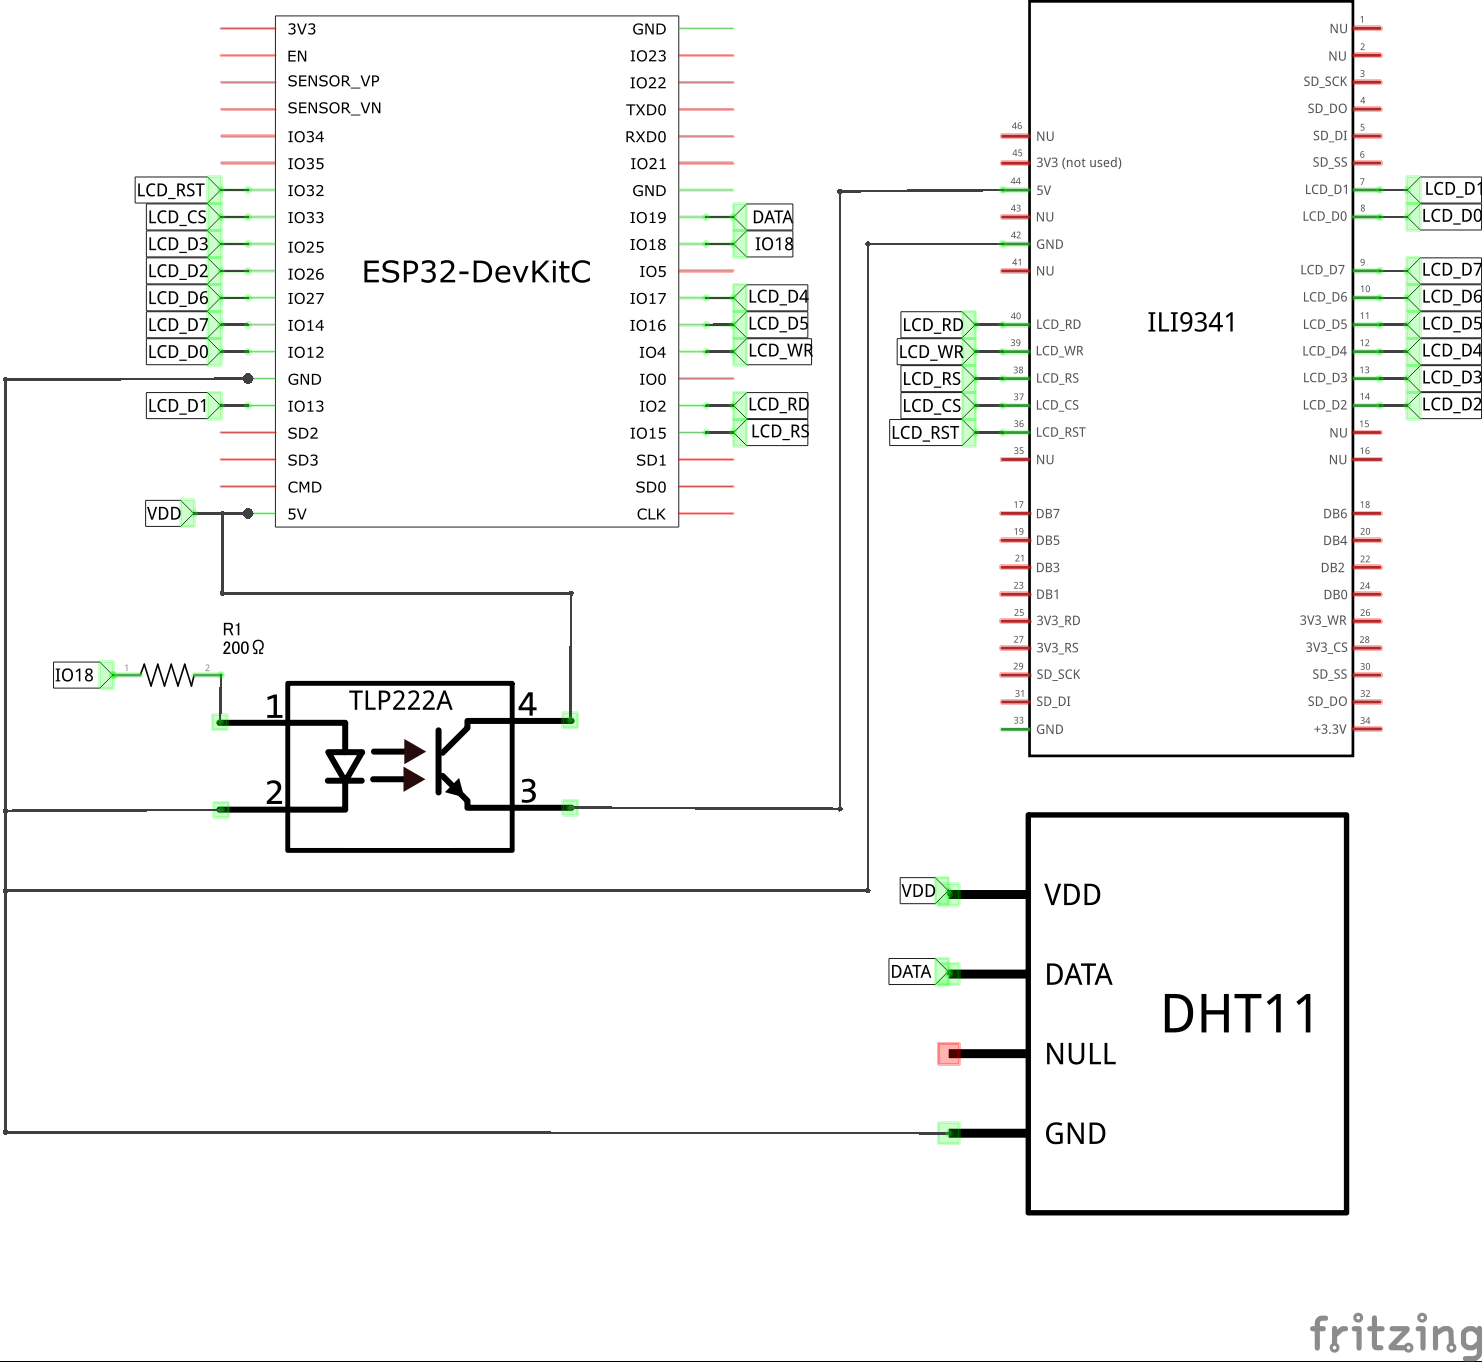 3V3
EN
SENSOR_VP
SENSOR_VN
IO34
IO35
LCD_RST IO32
LCD_CS IO33
LCD_D3 IO25
LCD_D2 IO26
LCD_D6 IO27
LCD_D7 IO14
LCD_D0 IO12
GND
LCD_D1 IO13
SD2
SD3
CMD
VDD 5V
ESP32-DevKitC
GND
IO23
IO22
TXD0
RXD0
IO21
GND
IO19 DATA
IO18 IO18
IO5
IO17 LCD_D4
IO16 LCD_D5
IO4 LCD_WR
IO0
IO2 LCD_RD
IO15 LCD_RS
SD1
SD0
CLK
46 NU
45 3V3 (not used)
44 5V
43 NU
42 GND
41 NU
LCD_RD 40 LCD_RD
LCD_WR 39 LCD_WR
LCD_RS 38 LCD_RS
LCD_CS 37 LCD_CS
LCD_RST 36 LCD_RST
35 NU
17 DB7
19 DB5
21 DB3
23 DB1
25 3V3_RD
27 3V3_RS
29 SD_SCK
31 SD_DI
33 GND
ILI9341
NU 1
NU 2
SD_SCK 3
SD_DO 4
SD_DI 5
SD_SS 6
LCD_D1 7 LCD_D1
LCD_D0 8 LCD_D0
LCD_D7 9 LCD_D7
LCD_D6 10 LCD_D6
LCD_D5 11 LCD_D5
LCD_D4 12 LCD_D4
LCD_D3 13 LCD_D3
LCD_D2 14 LCD_D2
NU 15
NU 16
DB6 18
DB4 20
DB2 22
DB0 24
3V3_WR 26
3V3_CS 28
SD_SS 30
SD_DO 32
+3.3V 34
R1
200Ω
IO18 1 2
TLP222A
1 4
2 3
VDD VDD
DATA DATA
NULL
GND
DHT11
fritzing